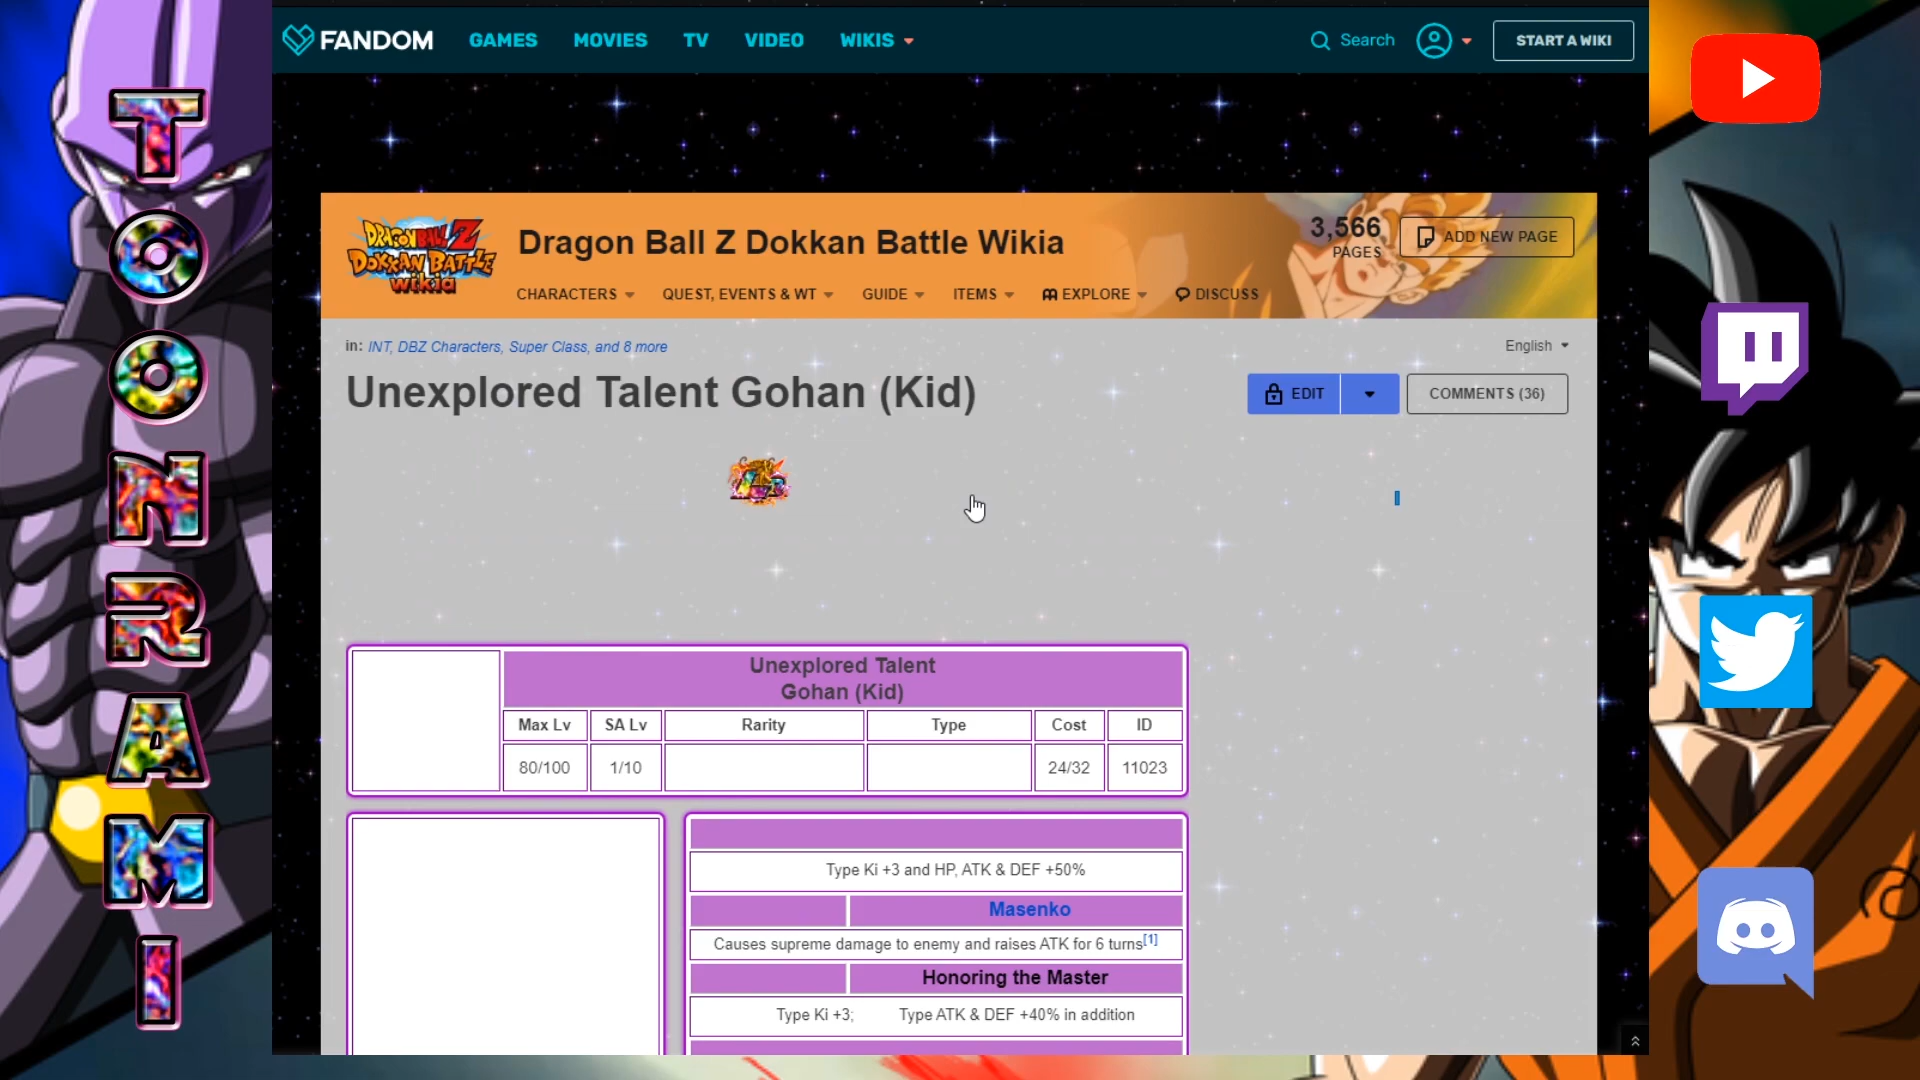 TOONRAMI
FANDOM
GAMES MOVIES TV VIDEO WIKIS
Search
START A WIKI
DRAGON BALL Z
DOKKAN BATTLE
wikia
Dragon Ball Z Dokkan Battle Wikia
3,566
PAGES
ADD NEW PAGE
CHARACTERS QUEST, EVENTS & WT GUIDE ITEMS EXPLORE DISCUSS
in: INT, DBZ Characters, Super Class, and 8 more
English
Unexplored Talent Gohan (Kid)
EDIT
COMMENTS (36)
Unexplored Talent
Gohan (Kid)
Max Lv SA Lv Rarity Type Cost ID
80/100 1/10 24/32 11023
Type Ki +3 and HP, ATK & DEF +50%
Masenko
Causes supreme damage to enemy and raises ATK for 6 turns[1]
Honoring the Master
Type Ki +3; Type ATK & DEF +40% in addition